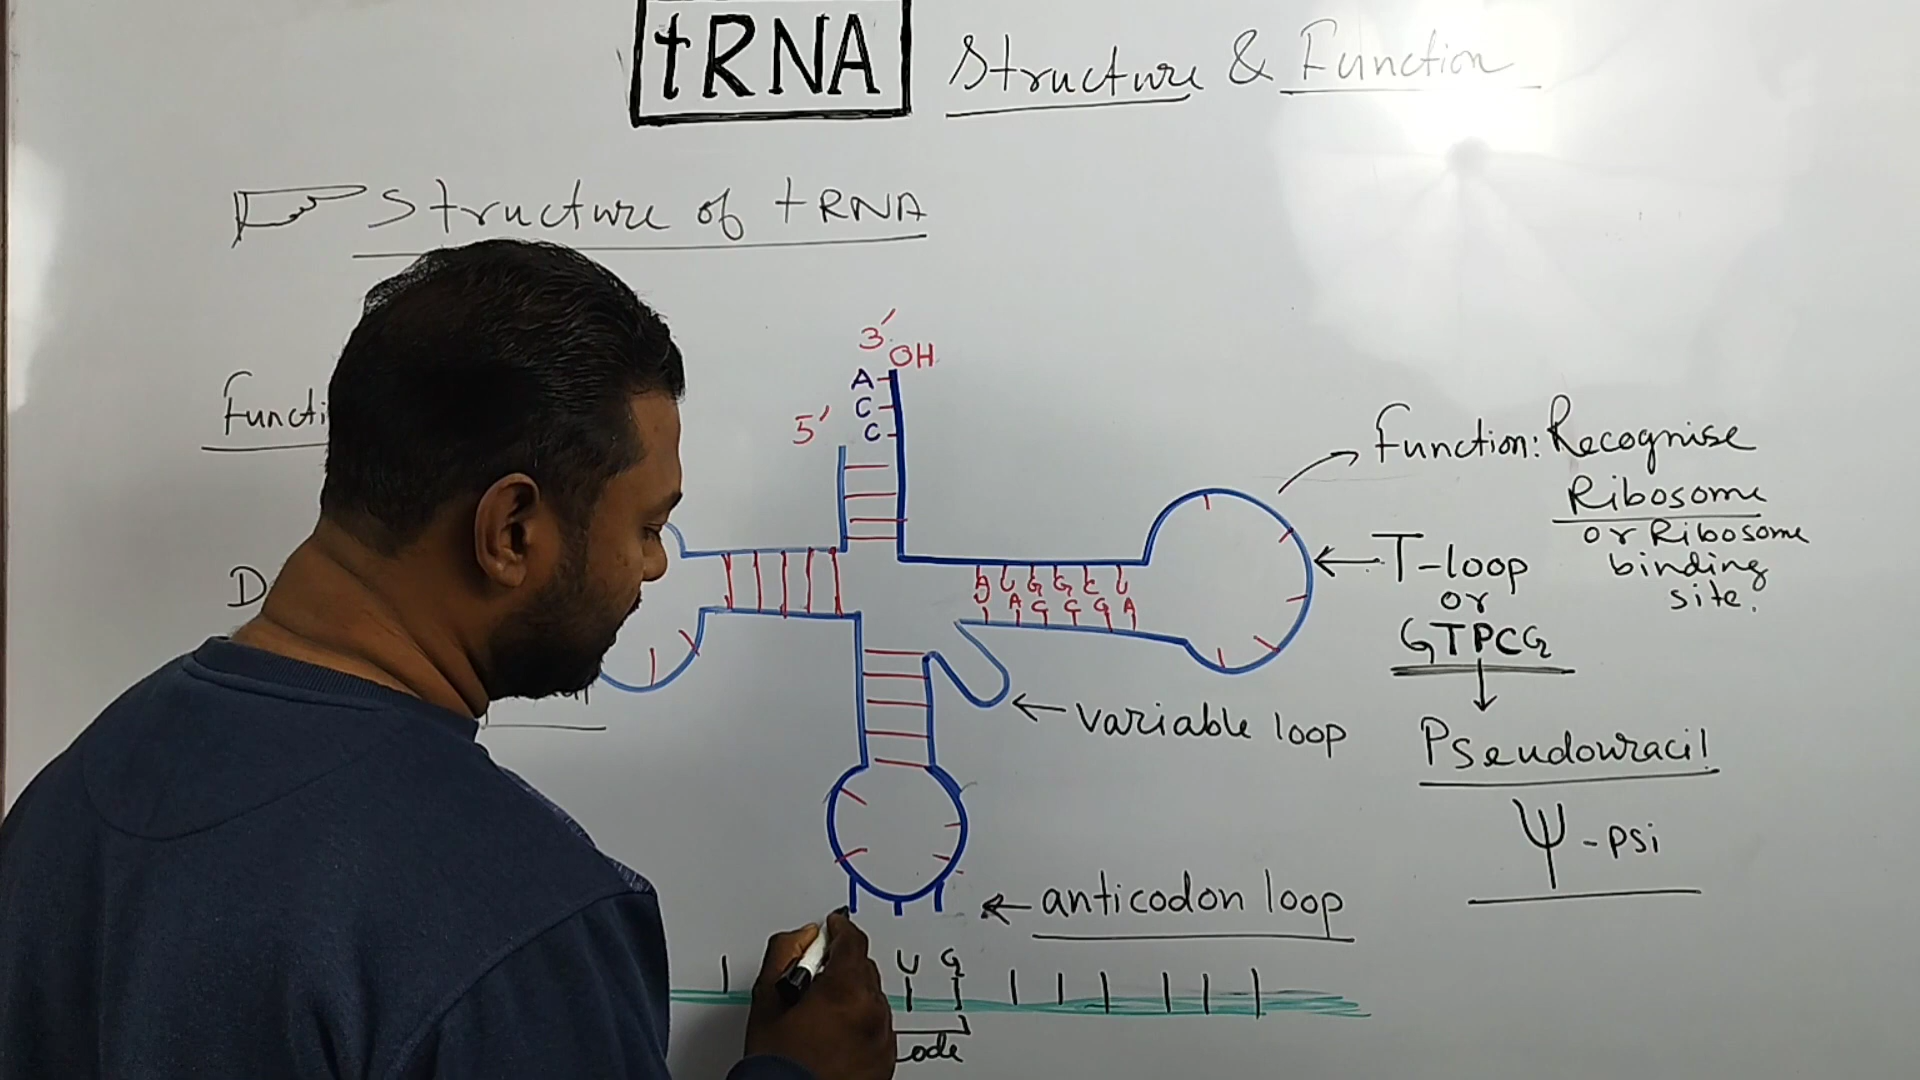 tRNA Structure & Function
Structure of tRNA
3′
OH
A
C
C
5′
Function: Recognise
Ribosome
or Ribosome
binding
site.
T-loop
or
GTPCG
Pseudouracil
Ψ - psi
D
variable loop
anticodon loop
U G